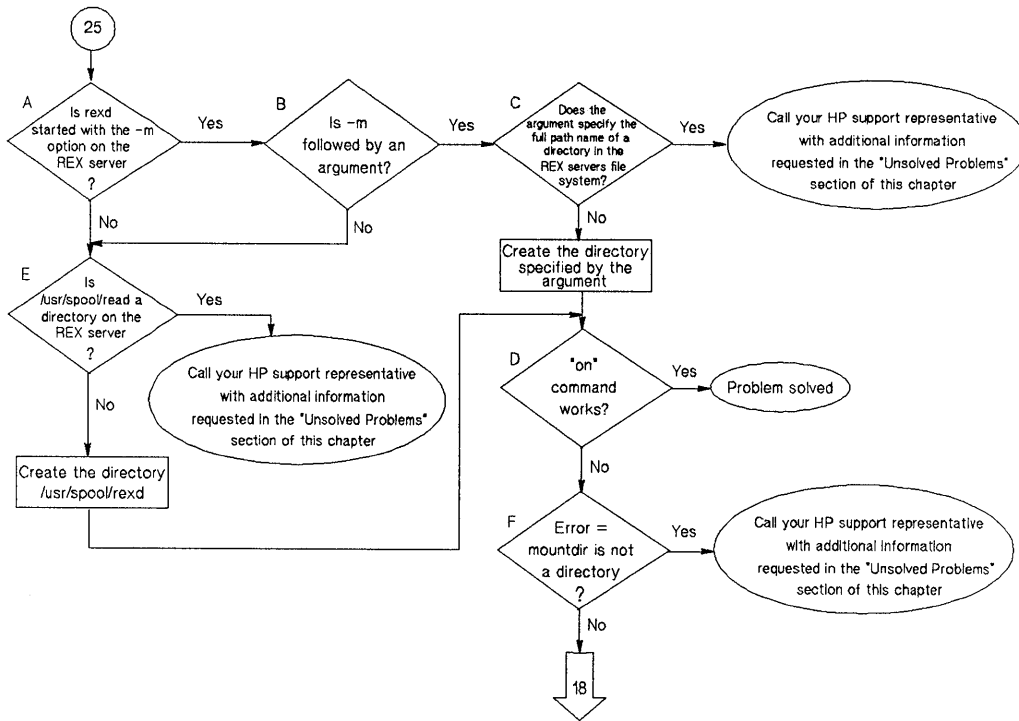 25
A
Is rexd
started with the -m
option on the
REX server
?
Yes
No
B
Is -m
followed by an
argument?
Yes
No
C
Does the
argument specify the
full path name of a
directory in the
REX servers file
system?
Yes
No
Call your HP support representative
with additional information
requested in the "Unsolved Problems"
section of this chapter
Create the directory
specified by the
argument
E
Is
/usr/spool/read a
directory on the
REX server
?
Yes
No
Call your HP support representative
with additional information
requested in the "Unsolved Problems"
section of this chapter
Create the directory
/usr/spool/rexd
D
"on"
command
works?
Yes
No
Problem solved
F
Error =
mountdir is not
a directory
?
Yes
No
Call your HP support representative
with additional information
requested in the "Unsolved Problems"
section of this chapter
18